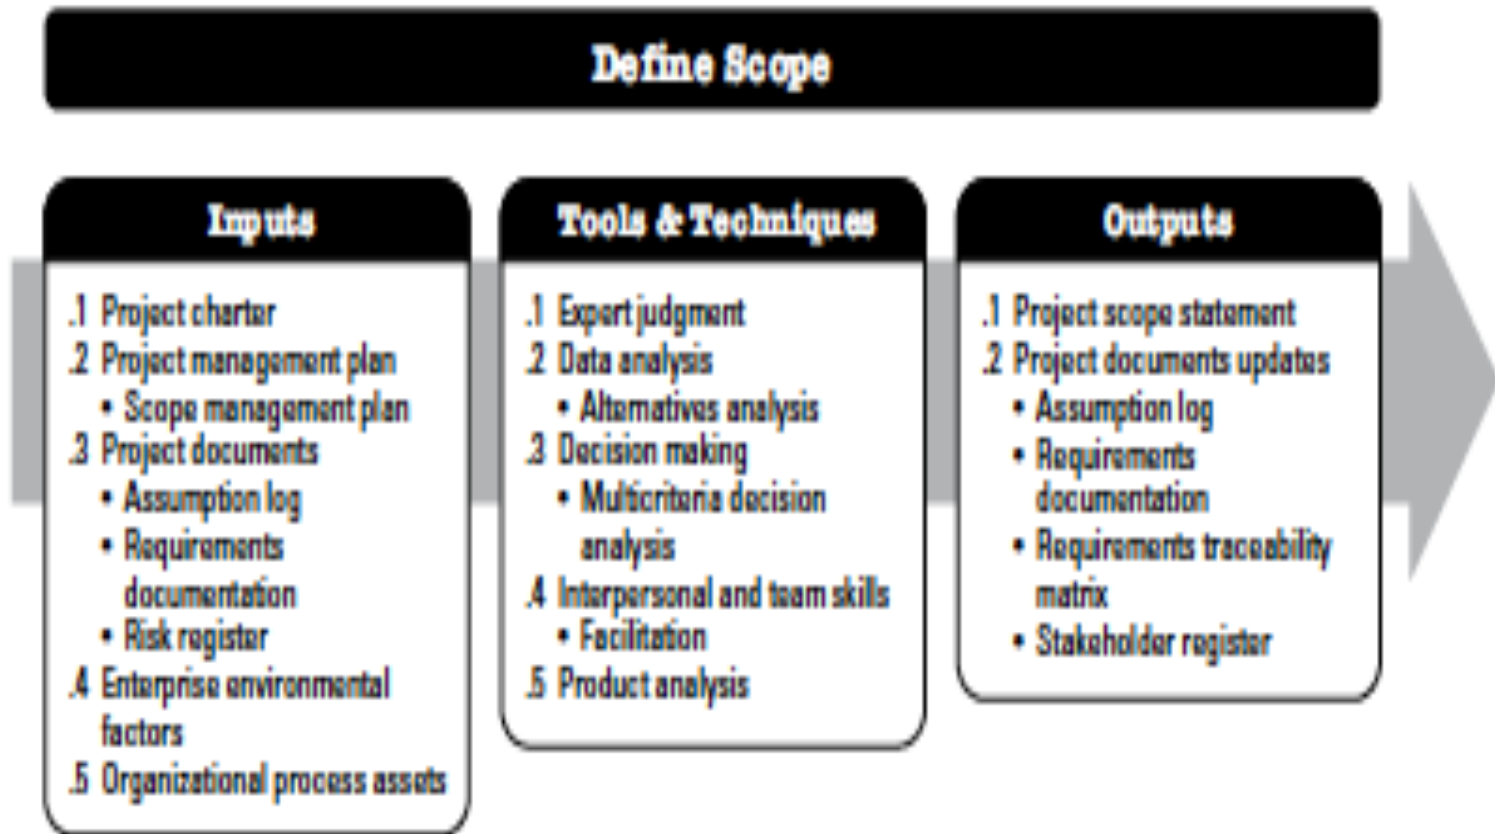 Define Scope
Inputs
.1 Project charter
.2 Project management plan
• Scope management plan
.3 Project documents
• Assumption log
• Requirements
documentation
• Risk register
.4 Enterprise environmental
factors
.5 Organizational process assets
Tools & Techniques
.1 Expert judgment
.2 Data analysis
• Alternatives analysis
.3 Decision making
• Multicriteria decision
analysis
.4 Interpersonal and team skills
• Facilitation
.5 Product analysis
Outputs
.1 Project scope statement
.2 Project documents updates
• Assumption log
• Requirements
documentation
• Requirements traceability
matrix
• Stakeholder register